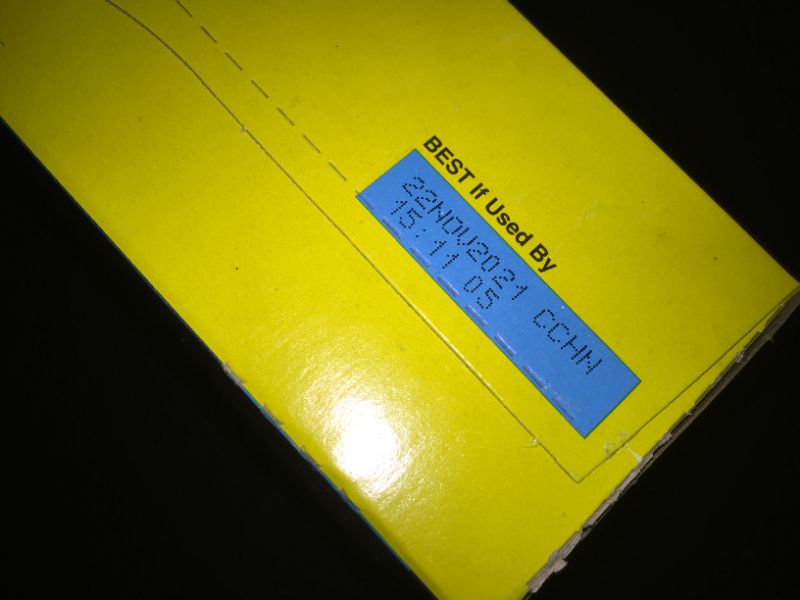 BEST If Used By
22NOV2021 CCHN
15:11 05